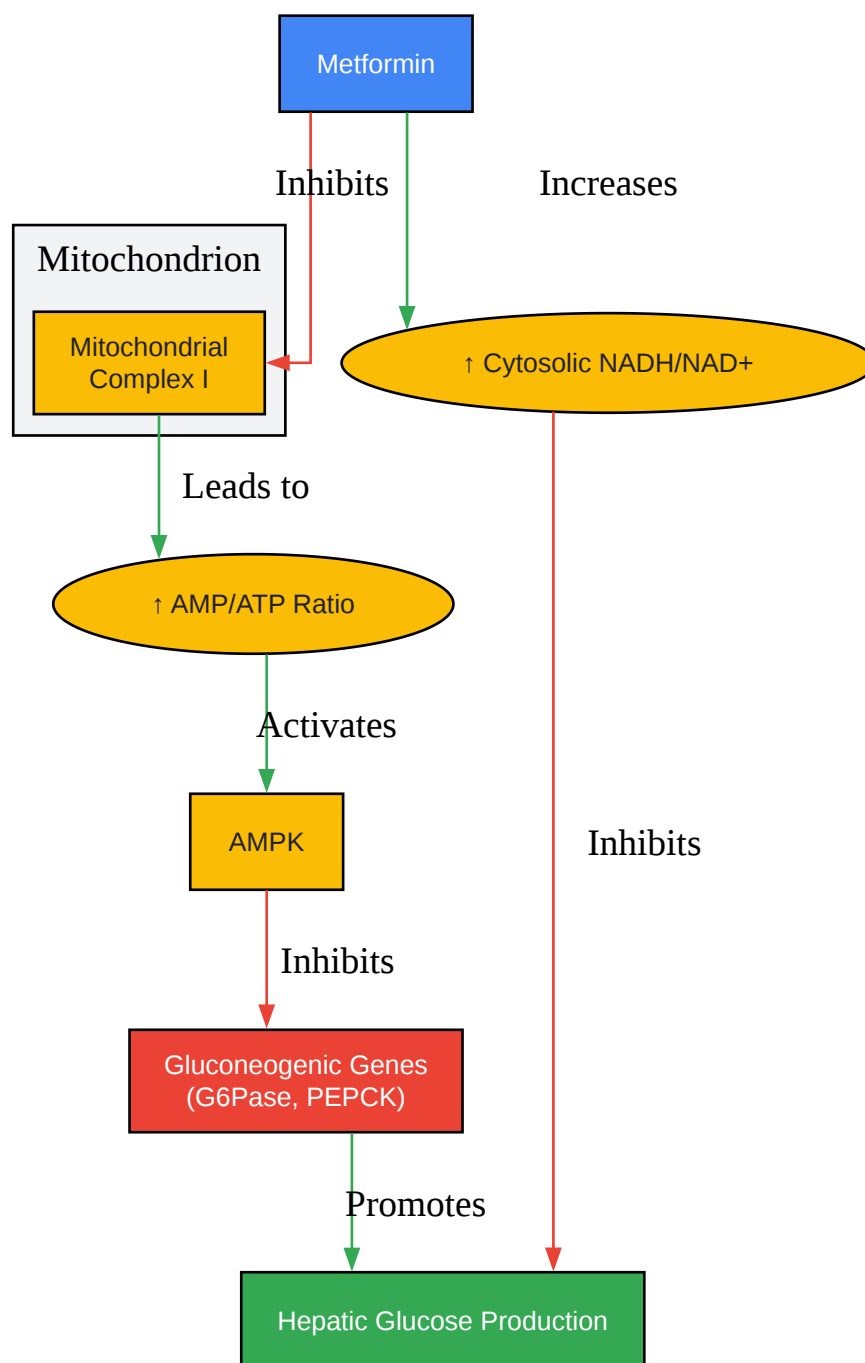 Metformin
Inhibits
Increases
Mitochondrion
Mitochondrial
Complex I
↑ Cytosolic NADH/NAD+
Leads to
↑ AMP/ATP Ratio
Activates
AMPK
Inhibits
Inhibits
Gluconeogenic Genes
(G6Pase, PEPCK)
Promotes
Hepatic Glucose Production